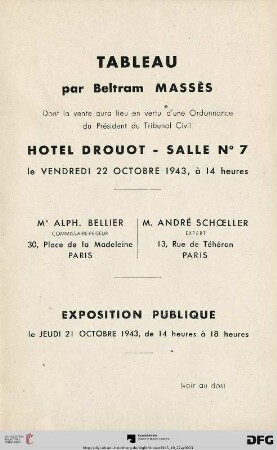 TABLEAU
par Beltram MASSÈS
Dont la vente aura lieu en vertu d'une Ordonnance
du Président du Tribunal Civil
HOTEL DROUOT - SALLE N° 7
le VENDREDI 22 OCTOBRE 1943, à 14 heures
Me ALPH. BELLIER
COMMISSAIRE-PRISEUR
30, Place de la Madeleine
PARIS
M. ANDRÉ SCHŒLLER
EXPERT
13, Rue de Téhéran
PARIS
EXPOSITION PUBLIQUE
le JEUDI 21 OCTOBRE 1943, de 14 heures à 18 heures
(voir au dos)
DFG